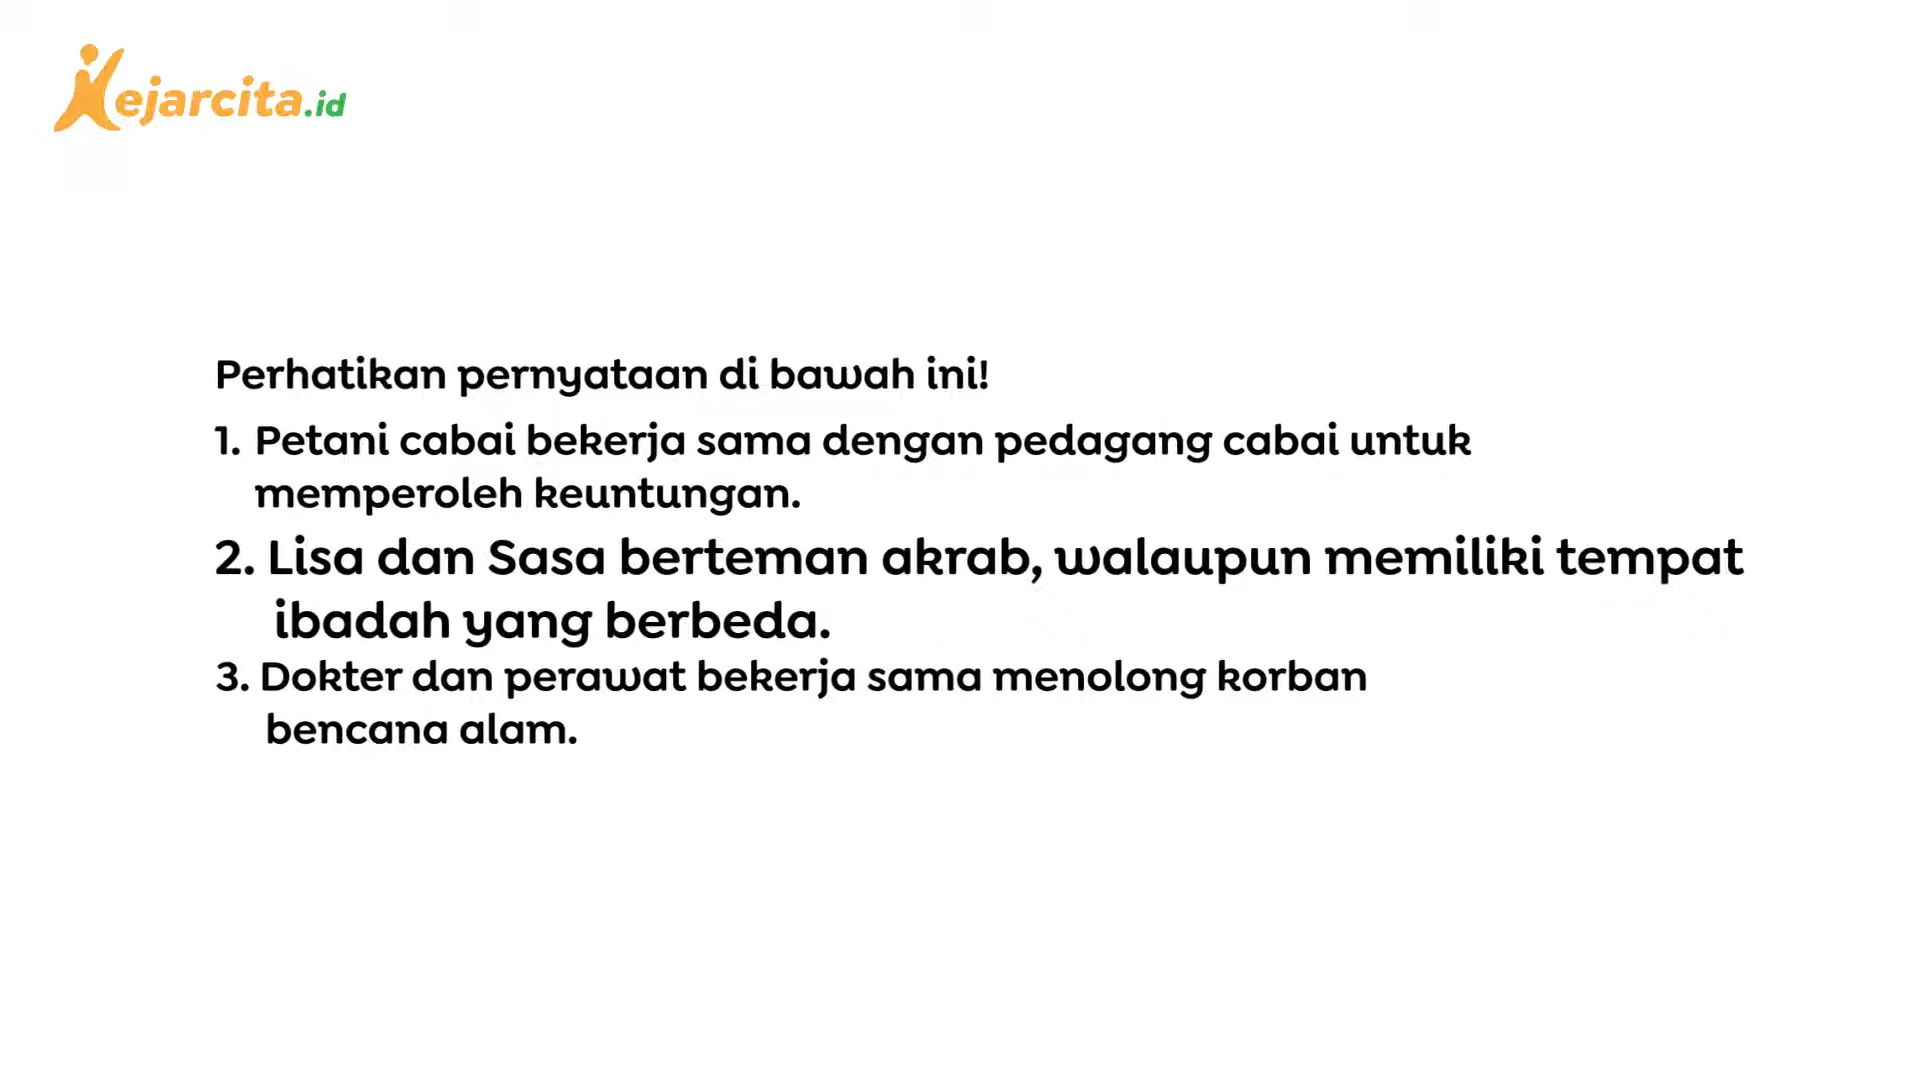 Kejarcita.id
Perhatikan pernyataan di bawah ini!
1. Petani cabai bekerja sama dengan pedagang cabai untuk
memperoleh keuntungan.
2. Lisa dan Sasa berteman akrab, walaupun memiliki tempat
ibadah yang berbeda.
3. Dokter dan perawat bekerja sama menolong korban
bencana alam.